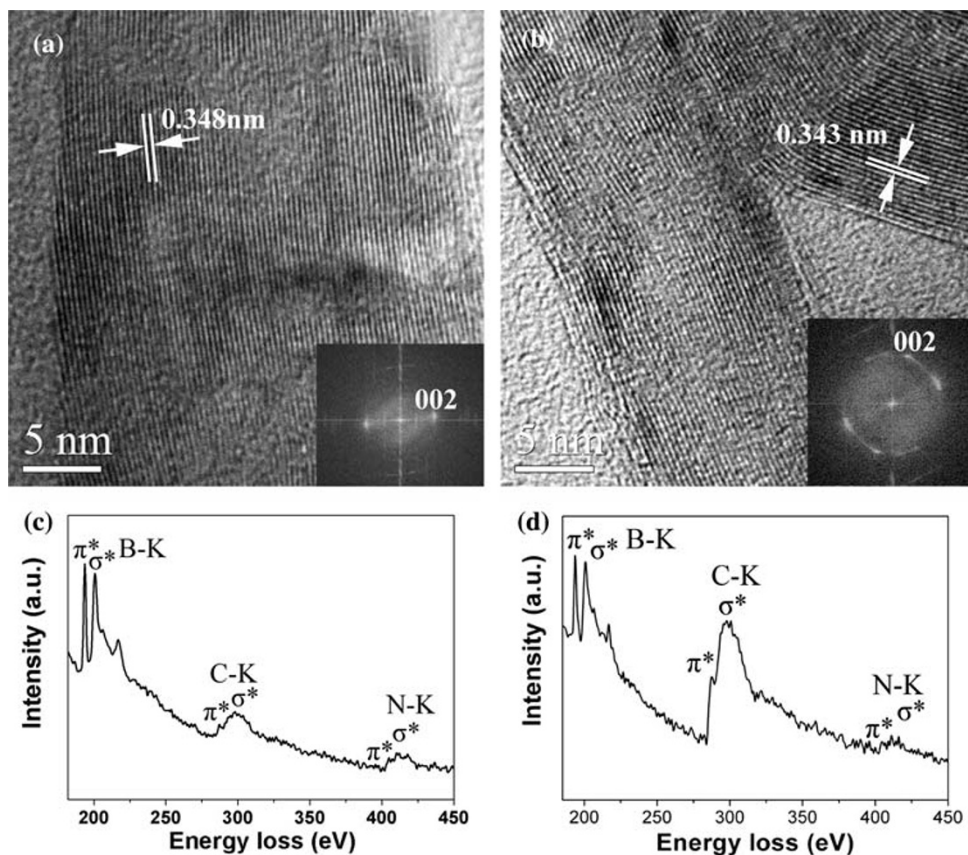 (a)
0.348nm
002
5 nm
(b)
0.343 nm
002
5 nm
(c)
π* σ* B-K
C-K
π* σ*
N-K
π* σ*
Intensity (a.u.)
200 250 300 350 400 450
Energy loss (eV)
(d)
π* σ* B-K
C-K
σ*
π*
N-K
π* σ*
Intensity (a.u.)
200 250 300 350 400 450
Energy loss (eV)